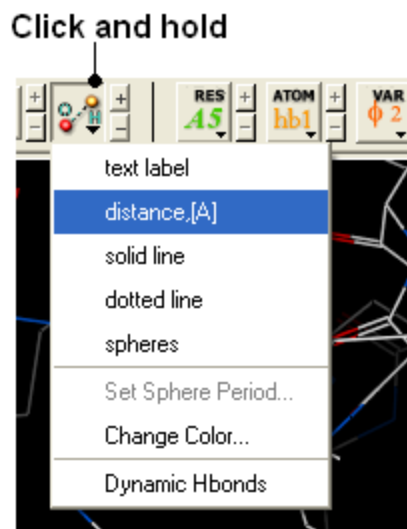 Click and hold
+ + RES + ATOM + VAR
- H - A5 - hb1 - ϕ 2
text label
distance,[A]
solid line
dotted line
spheres
Set Sphere Period...
Change Color...
Dynamic Hbonds